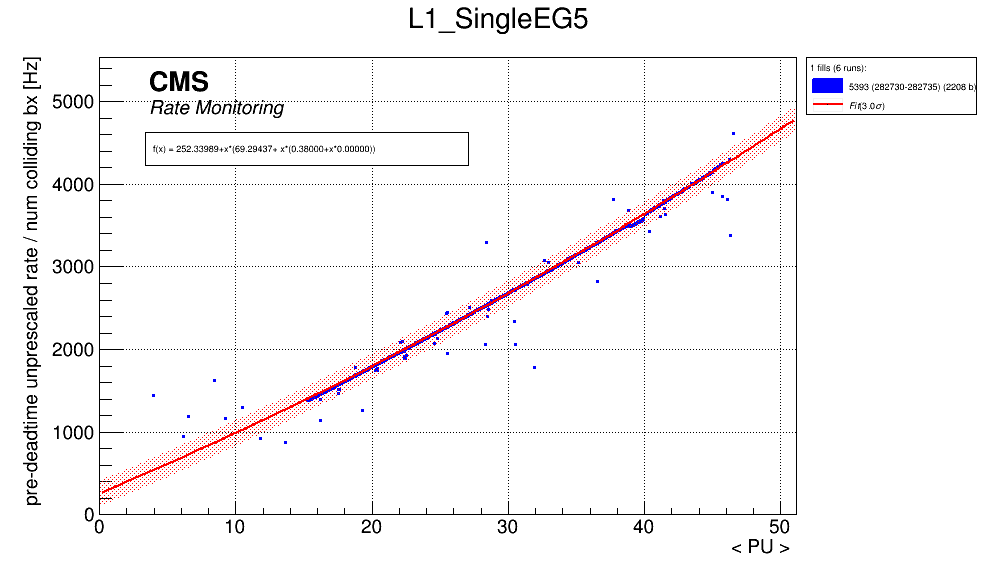 L1_SingleEG5
pre-deadtime unprescaled rate / num colliding bx [Hz]
CMS
Rate Monitoring
f(x) = 252.33989+x*(69.29437+ x*(0.38000+x*0.00000))
5000
4000
3000
2000
1000
0
0 10 20 30 40 50
< PU >
1 fills (6 runs):
5393 (282730-282735) (2208 b)
Fit(3.0σ)